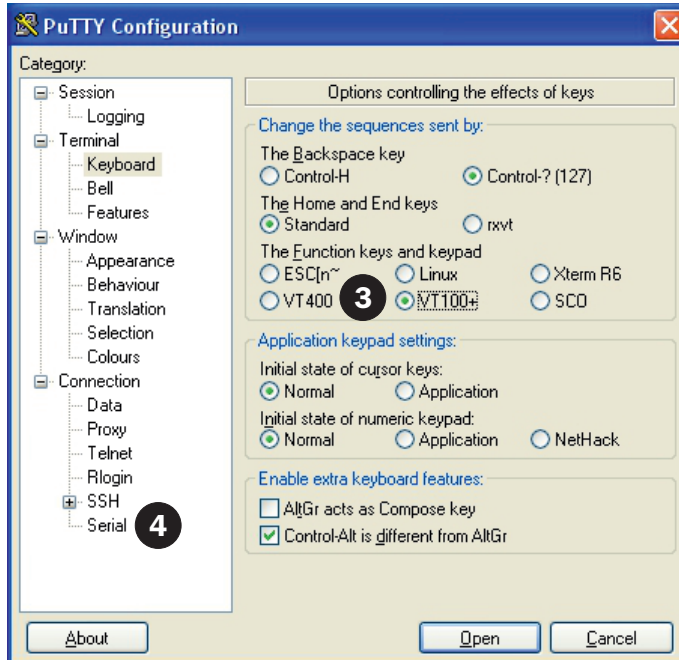 PuTTY Configuration
Category:
Session
Logging
Terminal
Keyboard
Bell
Features
Window
Appearance
Behaviour
Translation
Selection
Colours
Connection
Data
Proxy
Telnet
Rlogin
SSH
Serial 4
Options controlling the effects of keys
Change the sequences sent by:
The Backspace key
Control-H Control-? (127)
The Home and End keys
Standard rxvt
The Function keys and keypad
ESC[n~ Linux Xterm R6
VT400 3 VT100+ SCO
Application keypad settings:
Initial state of cursor keys:
Normal Application
Initial state of numeric keypad:
Normal Application NetHack
Enable extra keyboard features:
AltGr acts as Compose key
Control-Alt is different from AltGr
About Open Cancel